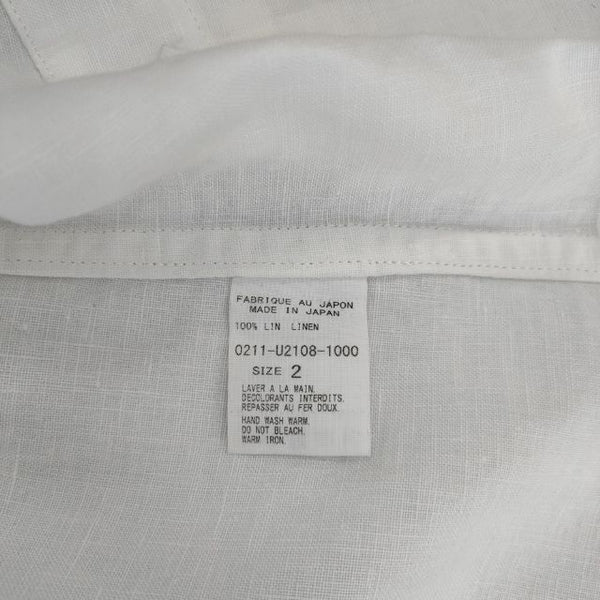 FABRIQUE AU JAPON
MADE IN JAPAN
100% LIN LINEN
0211-U2108-1000
SIZE 2
LAVER A LA MAIN.
DECOLORANTS INTERDITS.
REPASSER AU FER DOUX.
HAND WASH WARM.
DO NOT BLEACH.
WARM IRON.